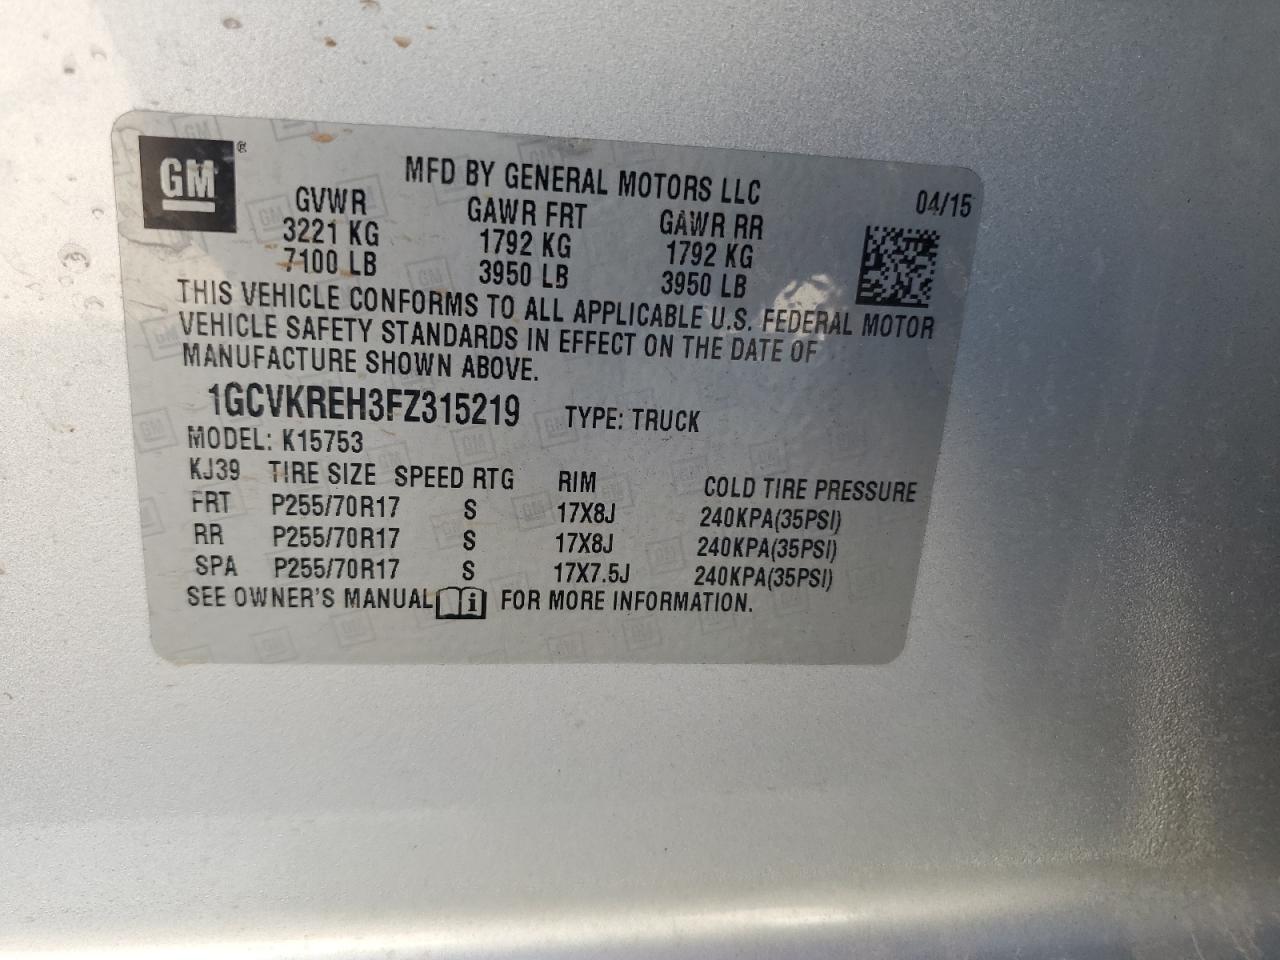 GM ®
MFD BY GENERAL MOTORS LLC 04/15
GVWR GAWR FRT GAWR RR
3221 KG 1792 KG 1792 KG
7100 LB 3950 LB 3950 LB
THIS VEHICLE CONFORMS TO ALL APPLICABLE U.S. FEDERAL MOTOR
VEHICLE SAFETY STANDARDS IN EFFECT ON THE DATE OF
MANUFACTURE SHOWN ABOVE.
1GCVKREH3FZ315219 TYPE: TRUCK
MODEL: K15753
KJ39 TIRE SIZE SPEED RTG RIM COLD TIRE PRESSURE
FRT P255/70R17 S 17X8J 240KPA(35PSI)
RR P255/70R17 S 17X8J 240KPA(35PSI)
SPA P255/70R17 S 17X7.5J 240KPA(35PSI)
SEE OWNER'S MANUAL i FOR MORE INFORMATION.